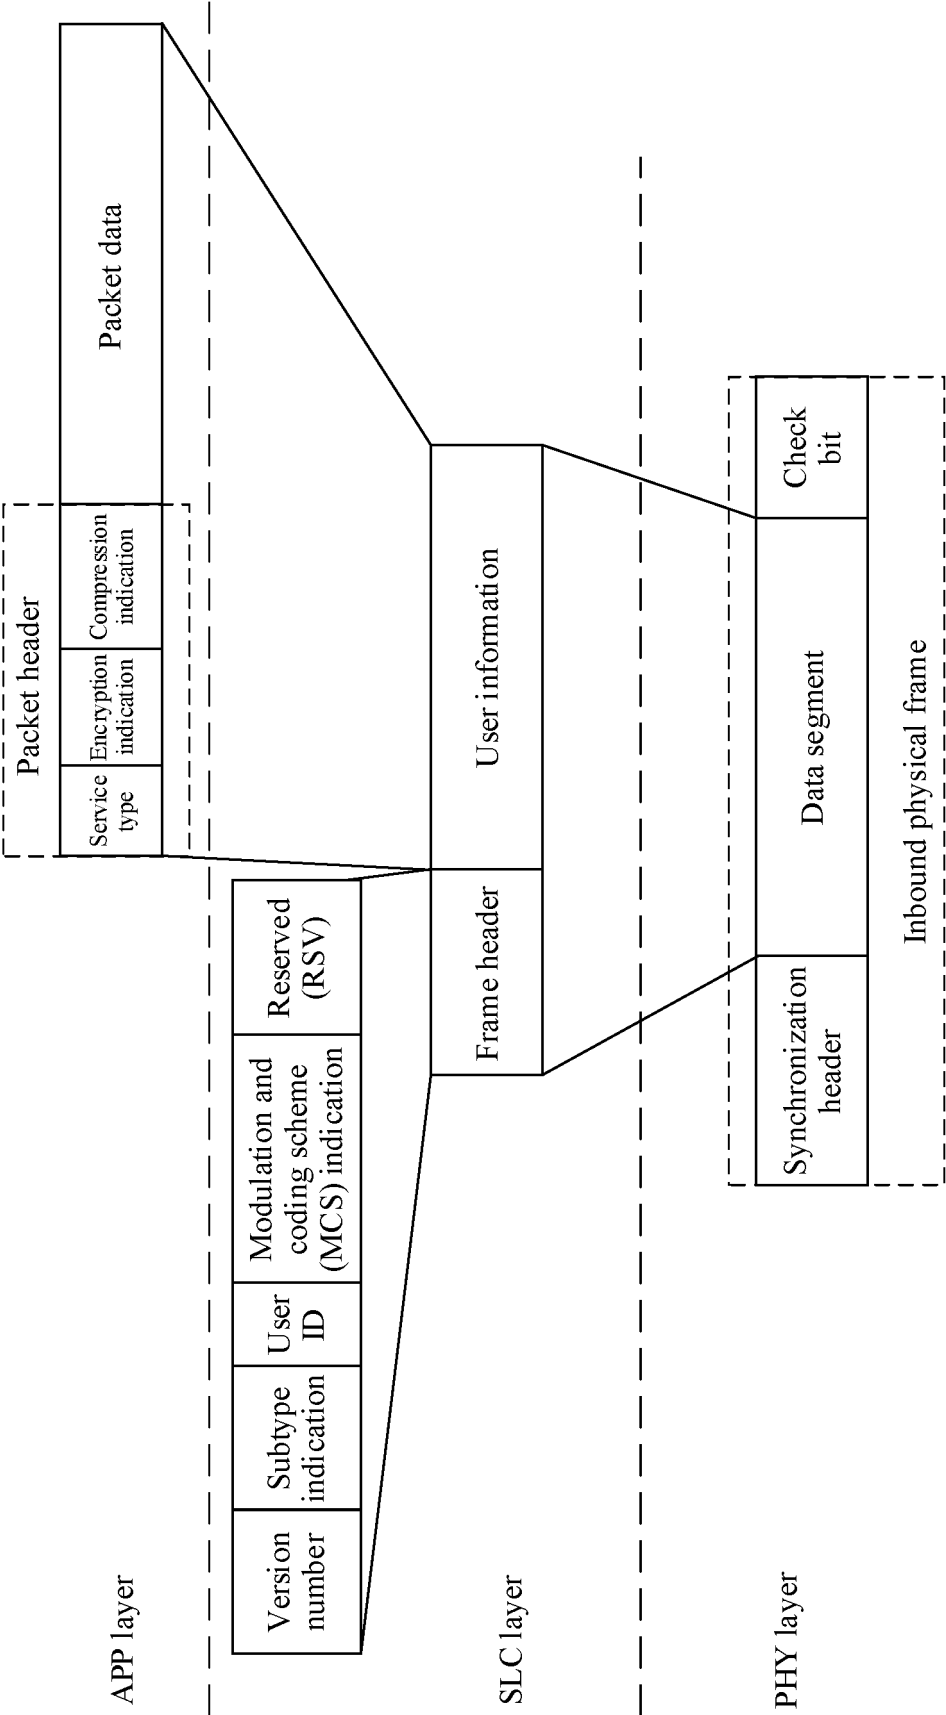 APP layer
Packet header
Service
type
Encryption
indication
Compression
indication
Packet data
Version
number
Subtype
indication
User
ID
Modulation and
coding scheme
(MCS) indication
Reserved
(RSV)
SLC layer
Frame header
User information
PHY layer
Synchronization
header
Data segment
Check
bit
Inbound physical frame